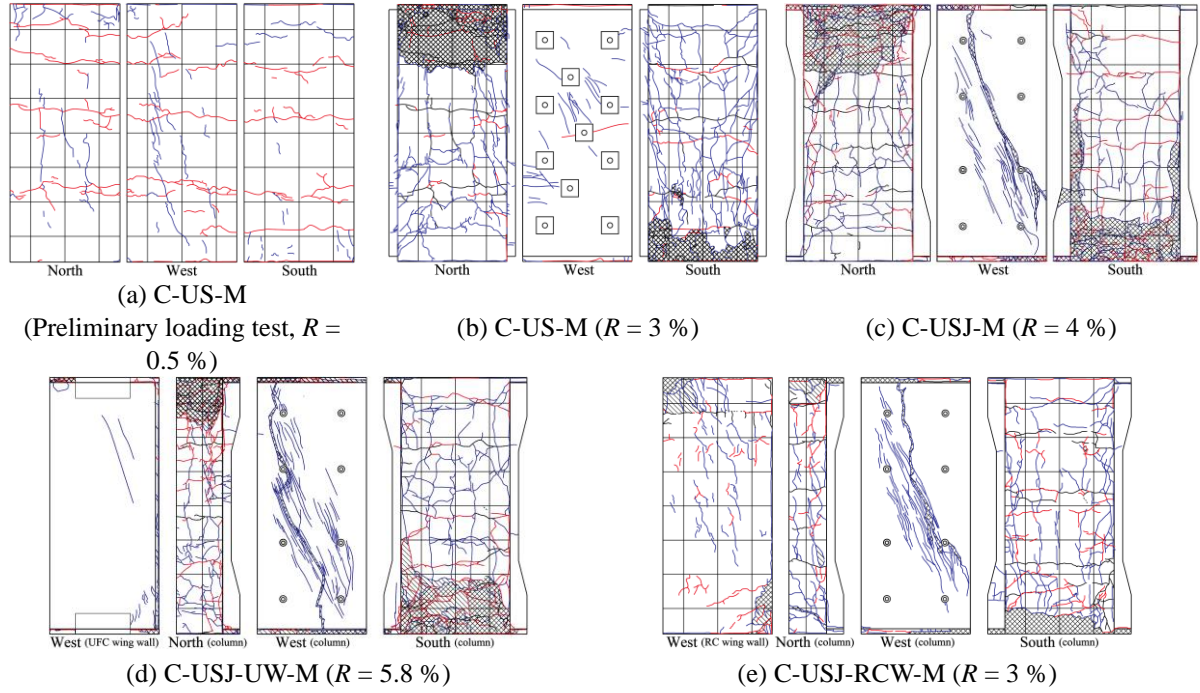 North West South
North West South
North West South
(a) C-US-M
(Preliminary loading test, R =
0.5 %)
(b) C-US-M (R = 3 %)
(c) C-USJ-M (R = 4 %)
West (UFC wing wall) North (column) West (column) South (column)
West (RC wing wall) North (column) West (column) South (column)
(d) C-USJ-UW-M (R = 5.8 %)
(e) C-USJ-RCW-M (R = 3 %)